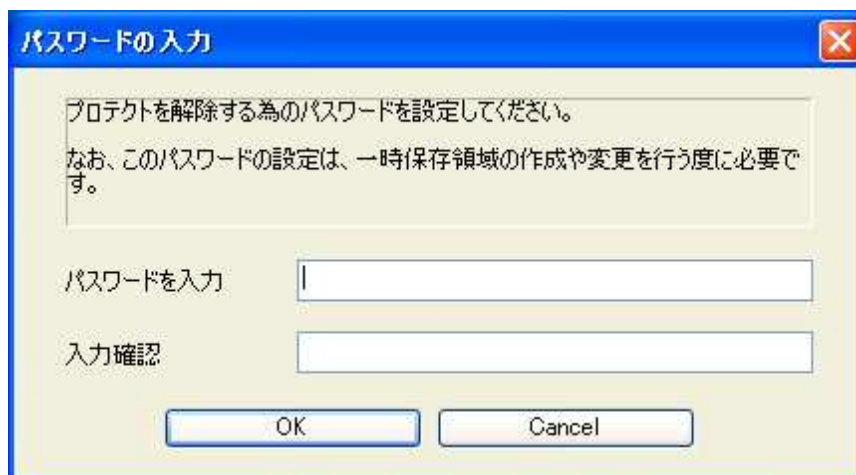 パスワードの入力
プロテクトを解除する為のパスワードを設定してください。
なお、このパスワードの設定は、一時保存領域の作成や変更を行う度に必要で
す。
パスワードを入力
入力確認
OK Cancel